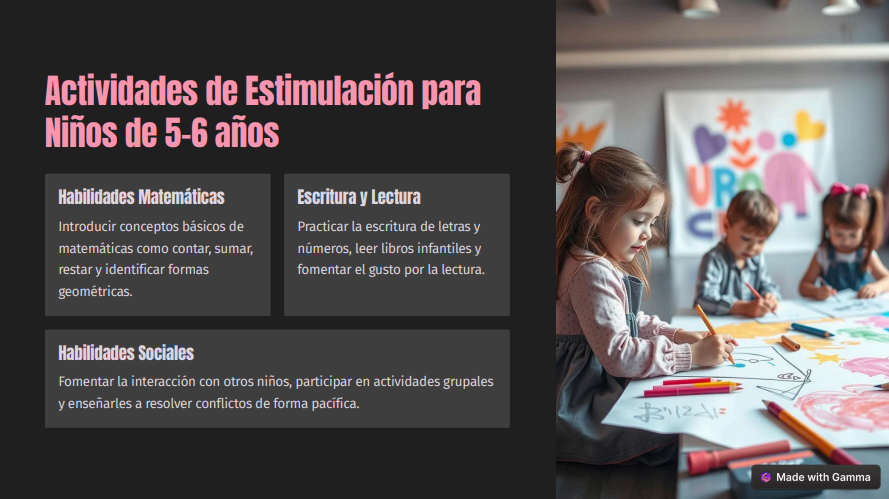 Actividades de Estimulación para
Niños de 5-6 años
Habilidades Matemáticas
Introducir conceptos básicos de
matemáticas como contar, sumar,
restar y identificar formas
geométricas.
Escritura y Lectura
Practicar la escritura de letras y
números, leer libros infantiles y
fomentar el gusto por la lectura.
Habilidades Sociales
Fomentar la interacción con otros niños, participar en actividades grupales
y enseñarles a resolver conflictos de forma pacífica.
Made with Gamma